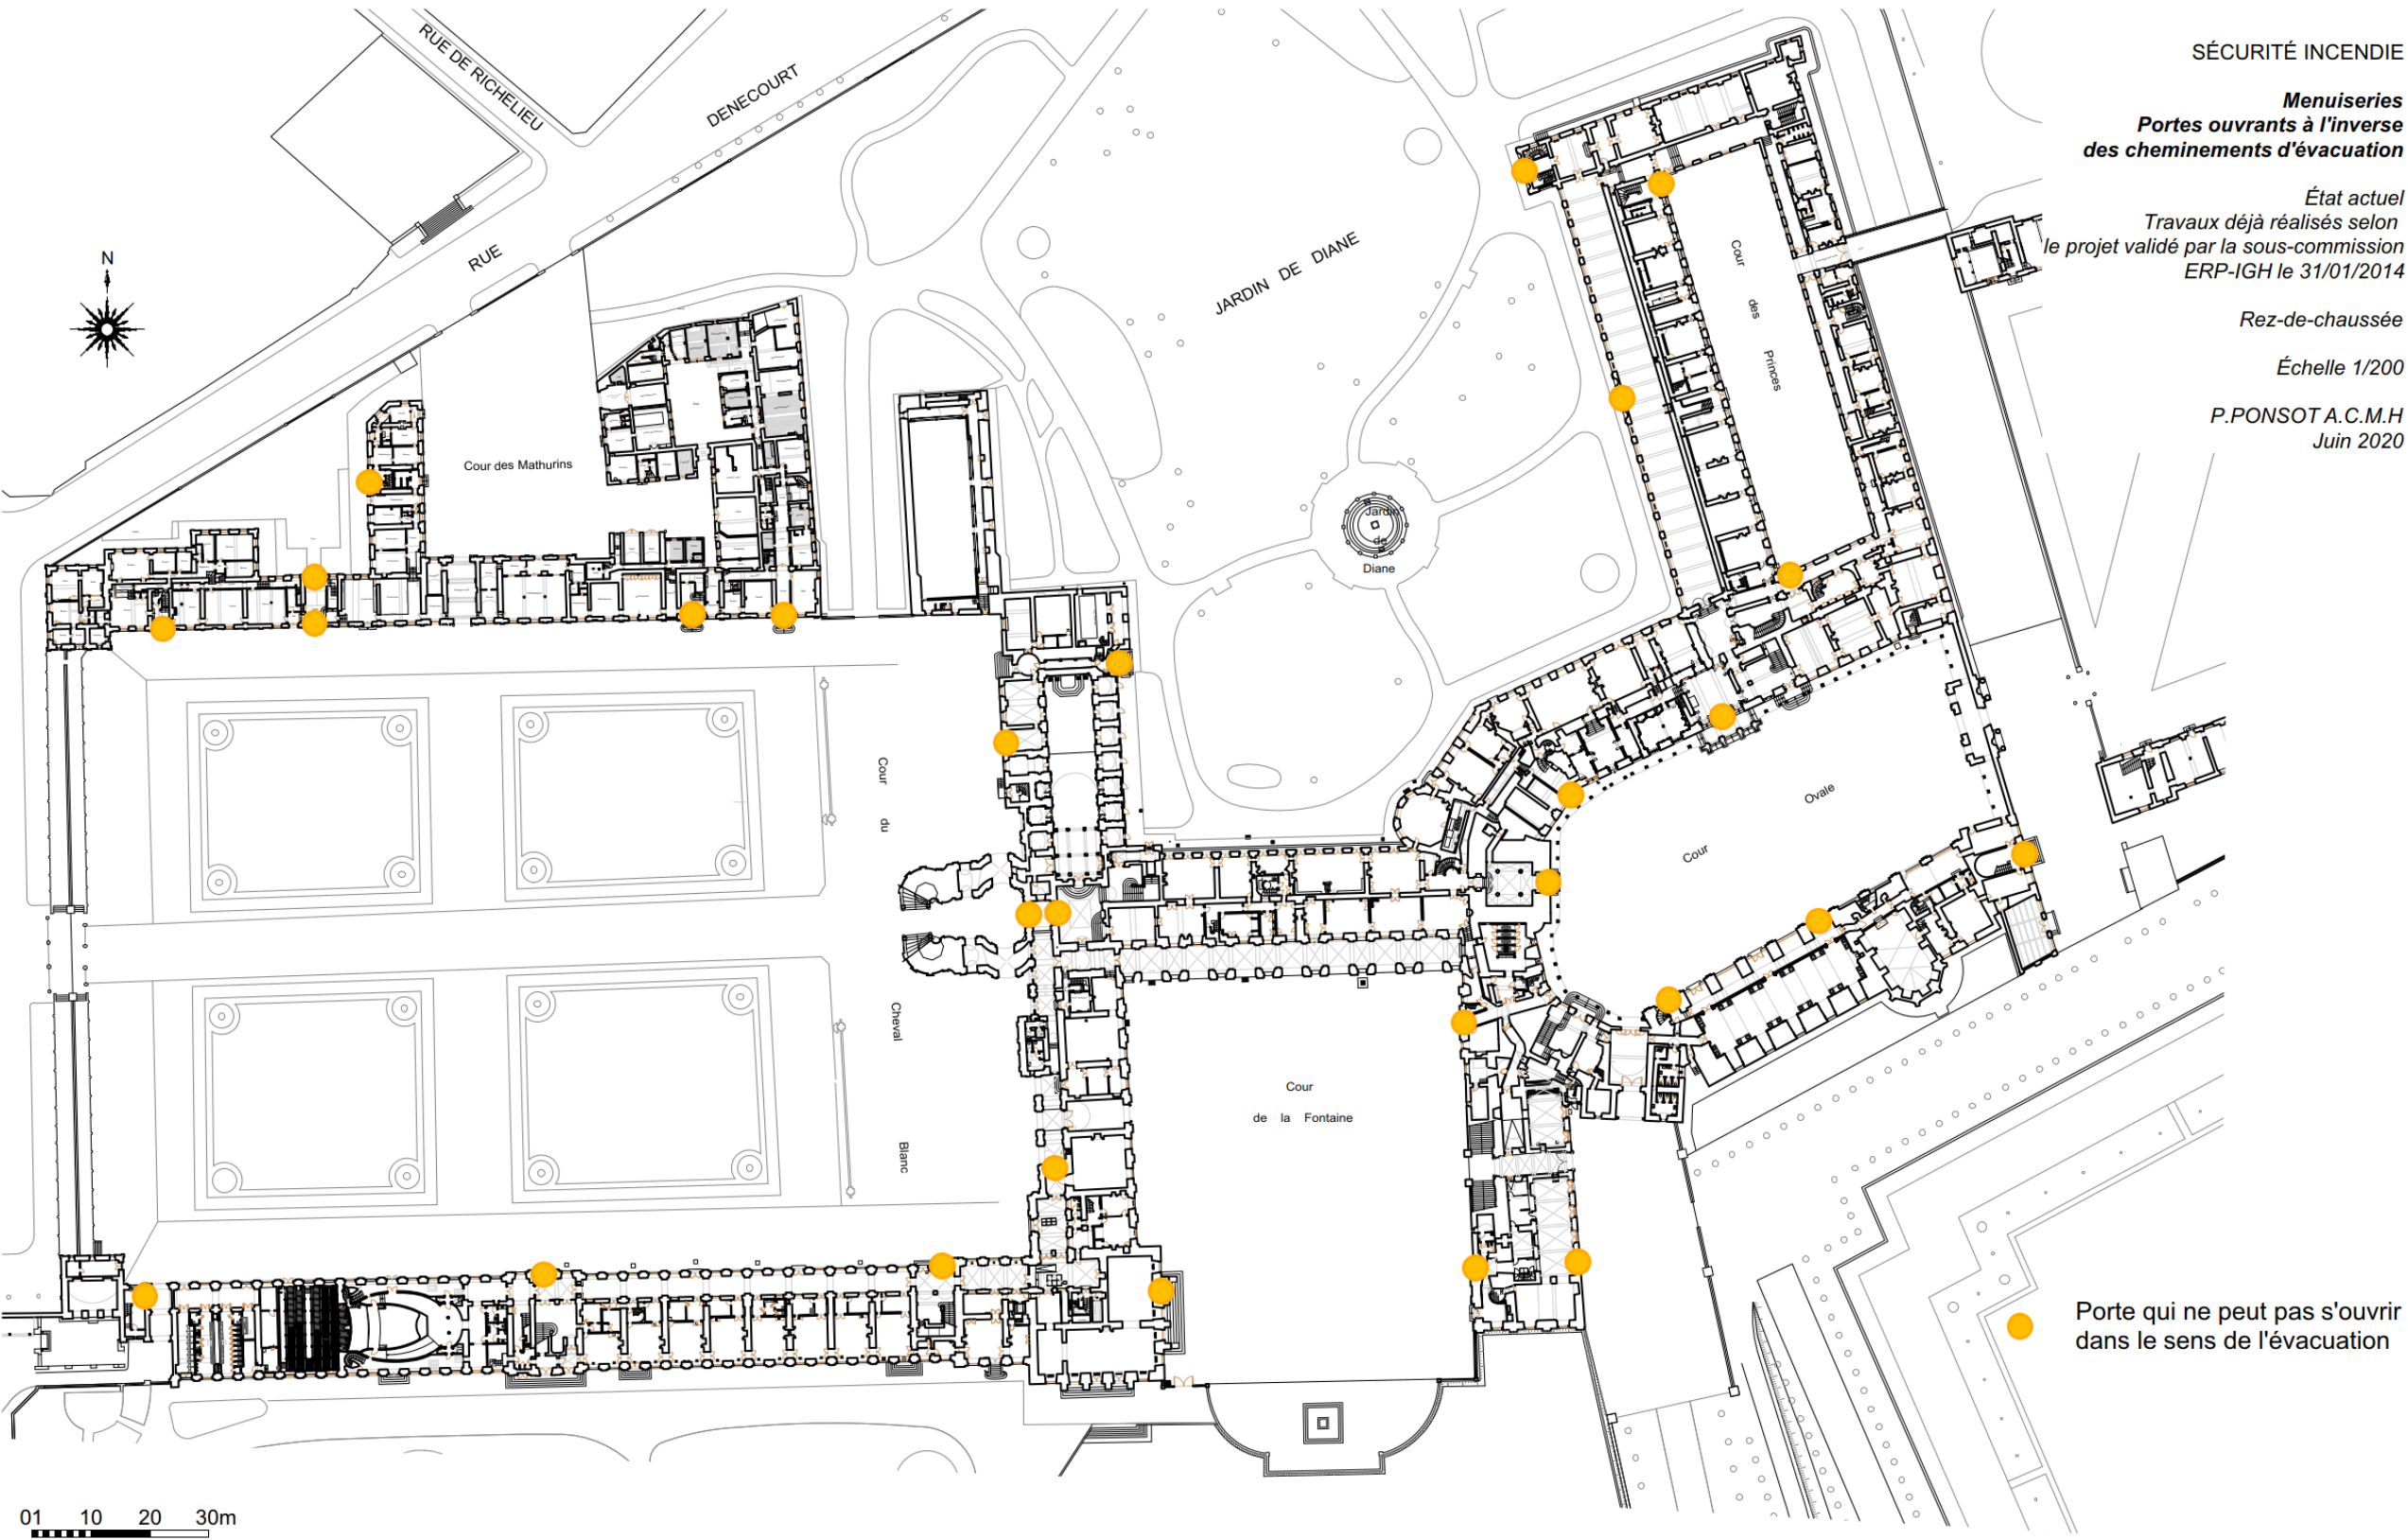 SÉCURITÉ INCENDIE
Menuiseries
Portes ouvrants à l'inverse
des cheminements d'évacuation
État actuel
Travaux déjà réalisés selon
le projet validé par la sous-commission
ERP-IGH le 31/01/2014
Rez-de-chaussée
Échelle 1/200
P.PONSOT A.C.M.H
Juin 2020
RUE DE RICHELIEU
RUE
DENECOURT
N
JARDIN DE DIANE
Cour
des
Princes
Cour des Mathurins
Jardin
de
Diane
Cour
du
Cheval
Blanc
Ovale
Cour
Cour
de la Fontaine
Porte qui ne peut pas s'ouvrir
dans le sens de l'évacuation
01 10 20 30m